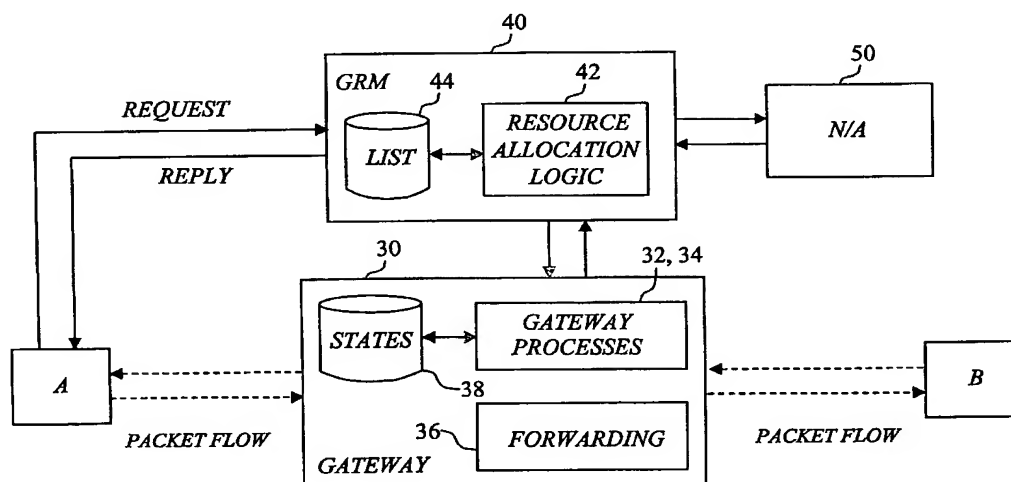 40
GRM
44
42
50
REQUEST
LIST
RESOURCE
ALLOCATION
LOGIC
N/A
REPLY
30
32, 34
STATES
GATEWAY
PROCESSES
A
B
38
PACKET FLOW
36
FORWARDING
PACKET FLOW
GATEWAY